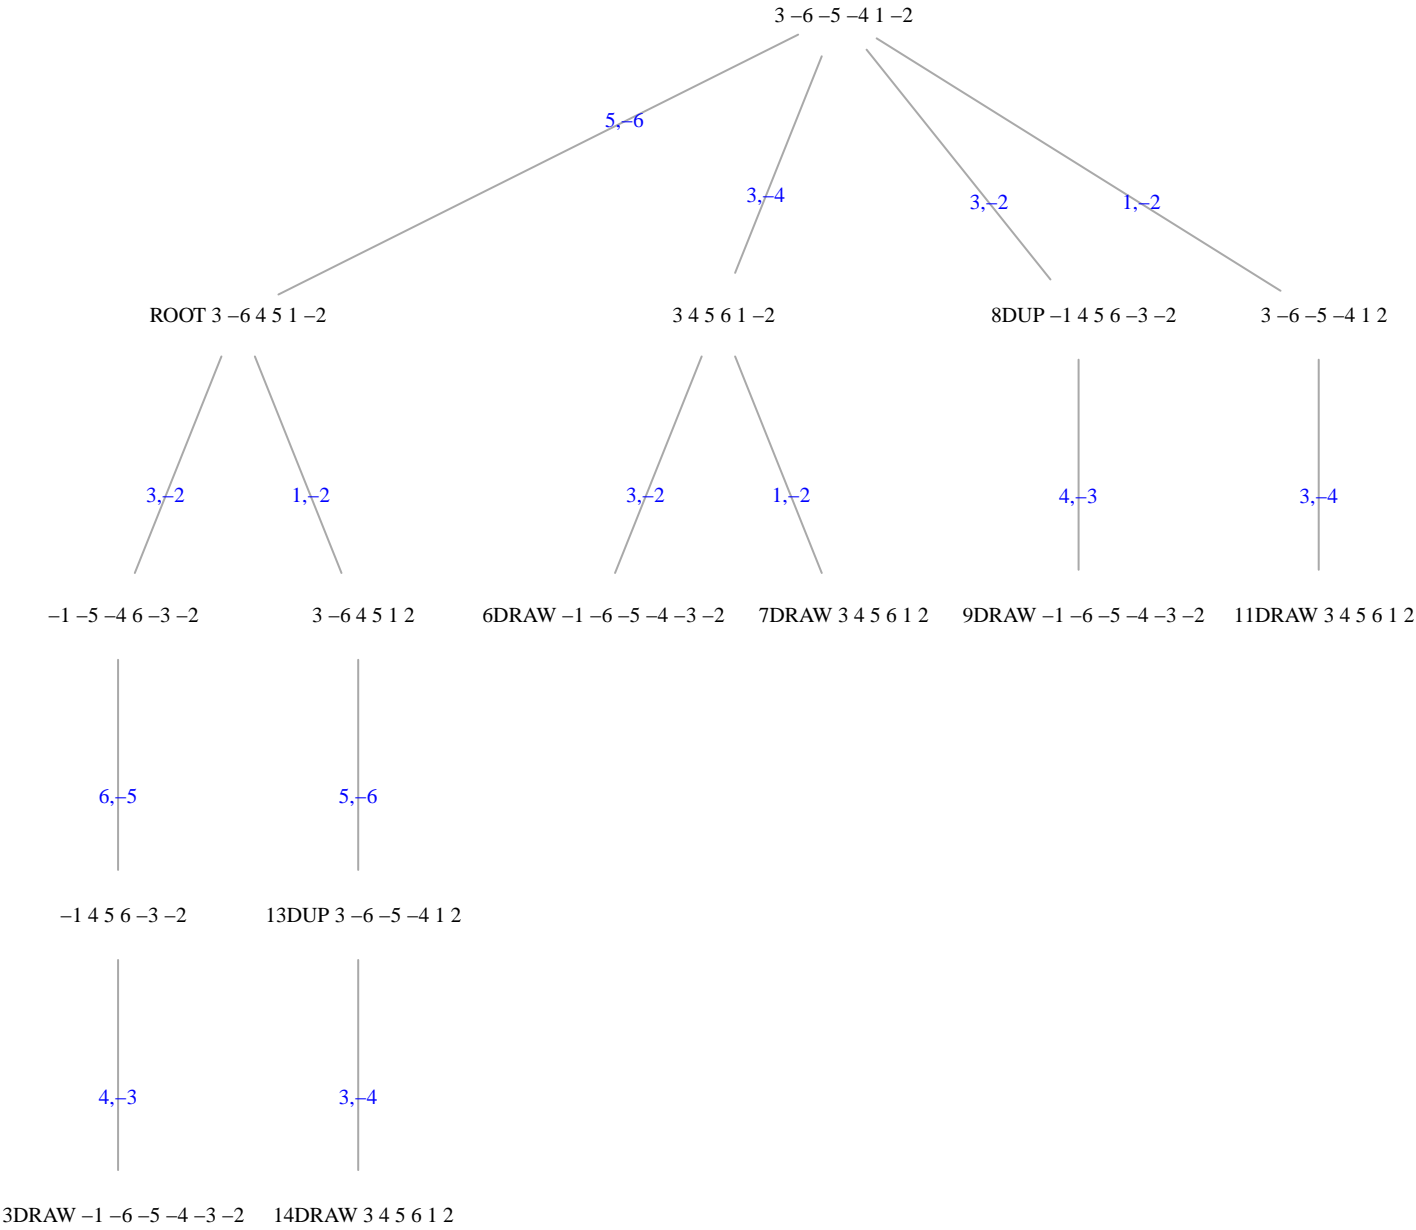 3 –6 –5 –4 1 –2
5,–6
3,–4
3,–2
1,–2
ROOT 3 –6 4 5 1 –2
3 4 5 6 1 –2
8DUP –1 4 5 6 –3 –2
3 –6 –5 –4 1 2
3,–2
1,–2
3,–2
1,–2
4,–3
3,–4
–1 –5 –4 6 –3 –2
3 –6 4 5 1 2
6DRAW –1 –6 –5 –4 –3 –2
7DRAW 3 4 5 6 1 2
9DRAW –1 –6 –5 –4 –3 –2
11DRAW 3 4 5 6 1 2
6,–5
5,–6
–1 4 5 6 –3 –2
13DUP 3 –6 –5 –4 1 2
4,–3
3,–4
3DRAW –1 –6 –5 –4 –3 –2
14DRAW 3 4 5 6 1 2